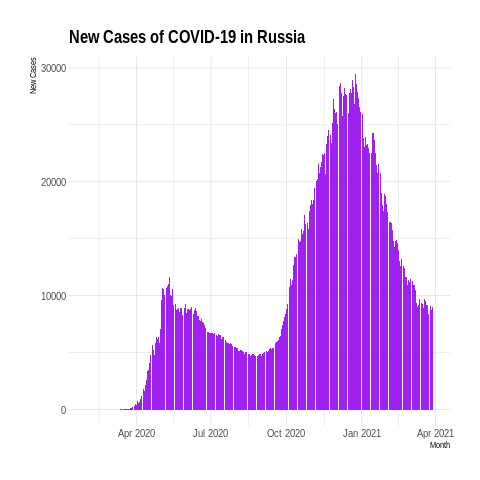 New Cases of COVID-19 in Russia
New Cases
30000
20000
10000
0
Apr 2020 Jul 2020 Oct 2020 Jan 2021 Apr 2021
Month